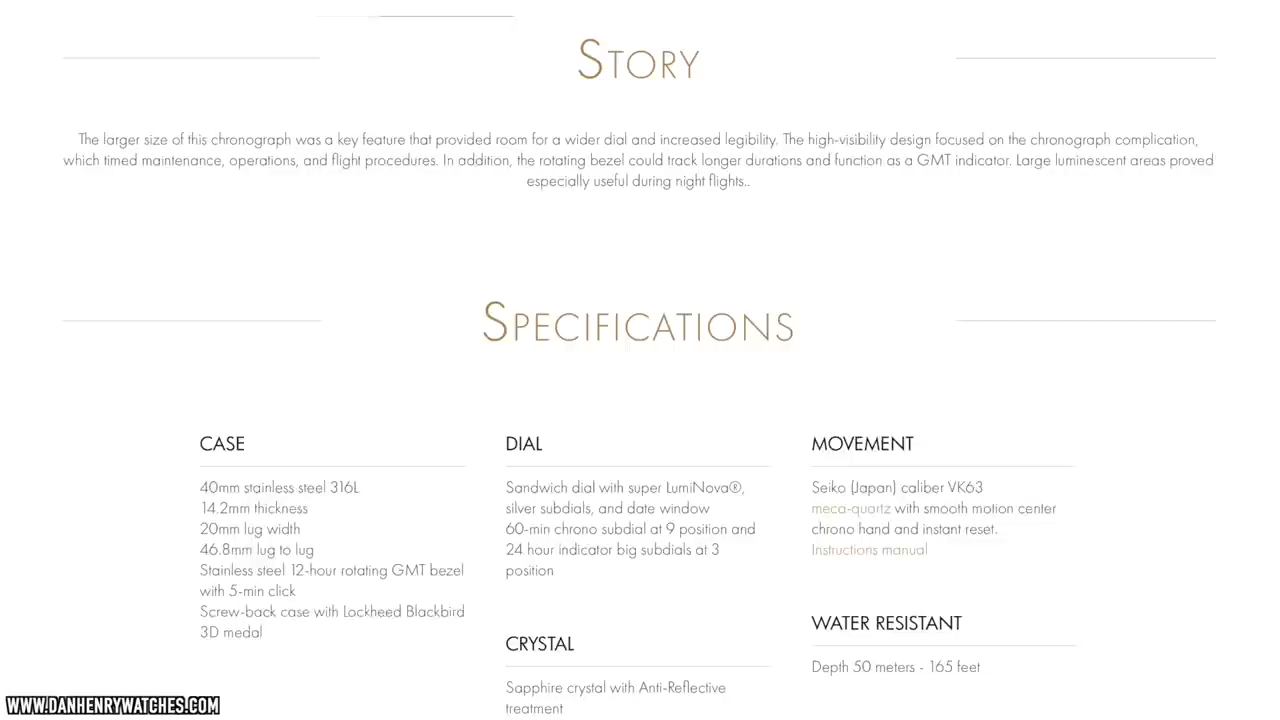 STORY
The larger size of this chronograph was a key feature that provided room for a wider dial and increased legibility. The high-visibility design focused on the chronograph complication,
which timed maintenance, operations, and flight procedures. In addition, the rotating bezel could track longer durations and function as a GMT indicator. Large luminescent areas proved
especially useful during night flights..
SPECIFICATIONS
CASE
40mm stainless steel 316L
14.2mm thickness
20mm lug width
46.8mm lug to lug
Stainless steel 12-hour rotating GMT bezel
with 5-min click
Screw-back case with Lockheed Blackbird
3D medal
DIAL
Sandwich dial with super LumiNova®,
silver subdials, and date window
60-min chrono subdial at 9 position and
24 hour indicator big subdials at 3
position
CRYSTAL
Sapphire crystal with Anti-Reflective
treatment
MOVEMENT
Seiko (Japan) caliber VK63
meca-quartz with smooth motion center
chrono hand and instant reset.
Instructions manual
WATER RESISTANT
Depth 50 meters - 165 feet
WWW.DANHENRYWATCHES.COM